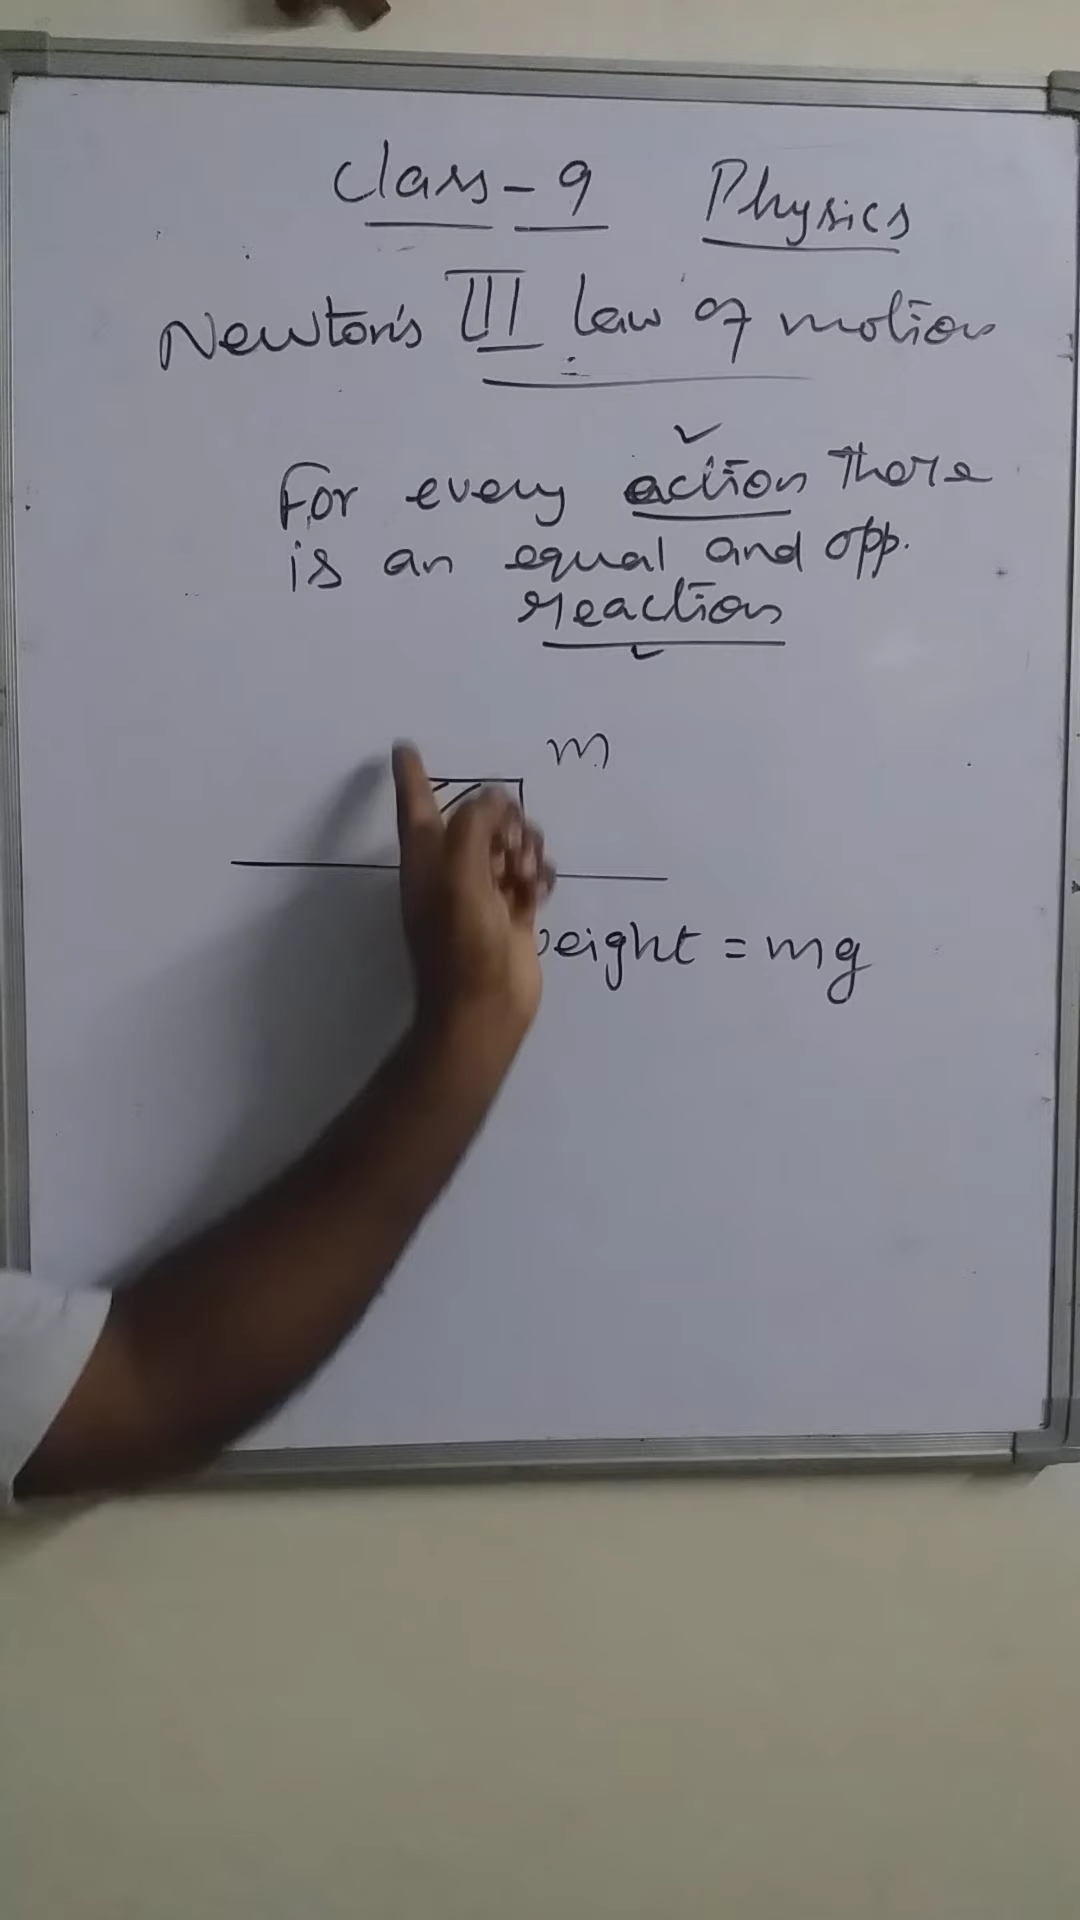 Class-9 Physics
Newton's III law of motion
For every action there
is an equal and opp.
reaction
m
eight = mg